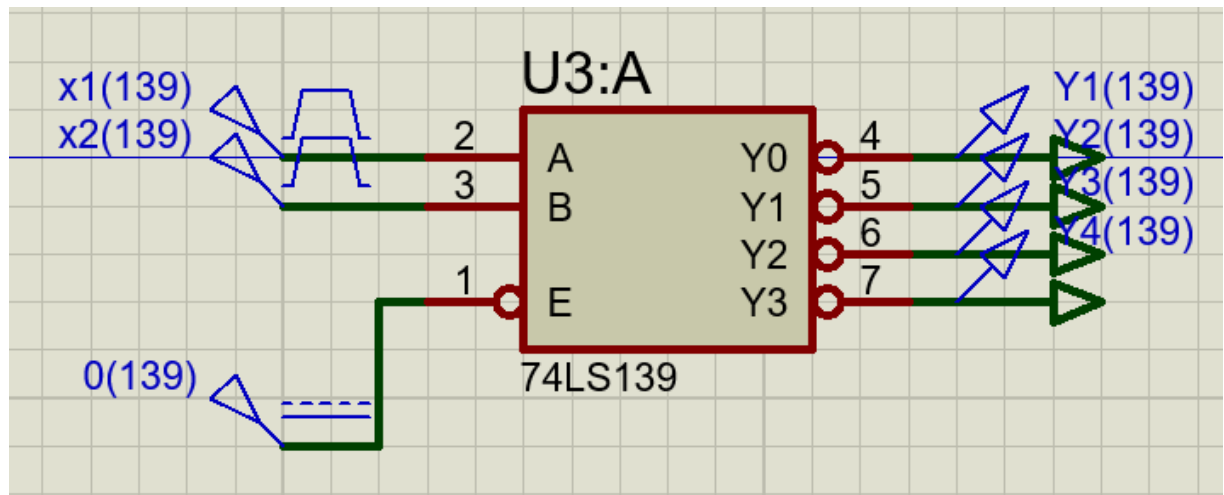 U3:A
x1(139)
x2(139)
2
3
1
A
B
E
Y0
Y1
Y2
Y3
4
5
6
7
Y1(139)
Y2(139)
Y3(139)
Y4(139)
0(139)
74LS139